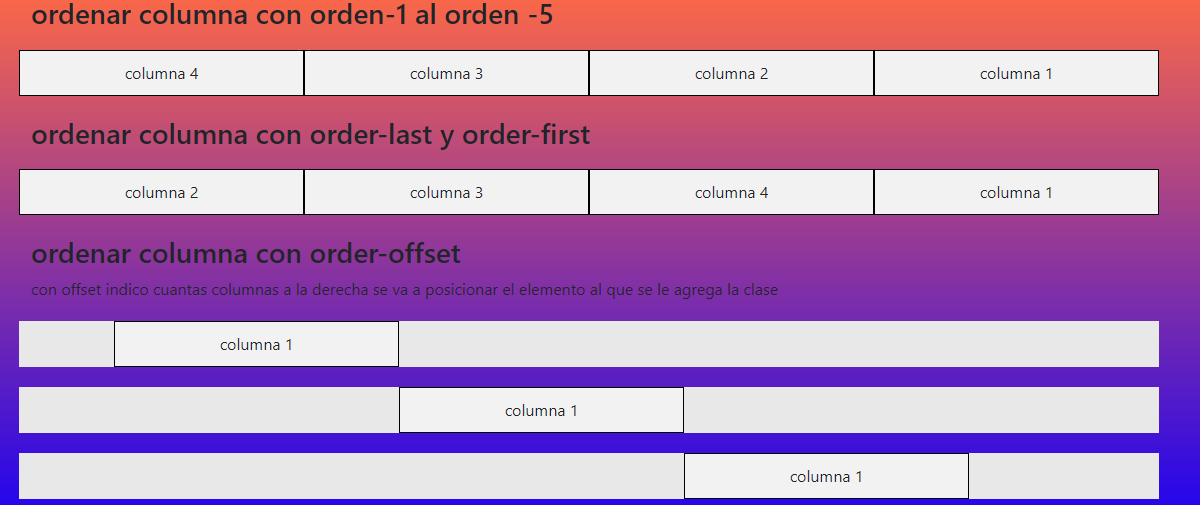 ordenar columna con orden-1 al orden -5
columna 4 columna 3 columna 2 columna 1
ordenar columna con order-last y order-first
columna 2 columna 3 columna 4 columna 1
ordenar columna con order-offset
con offset indico cuantas columnas a la derecha se va a posicionar el elemento al que se le agrega la clase
columna 1
columna 1
columna 1